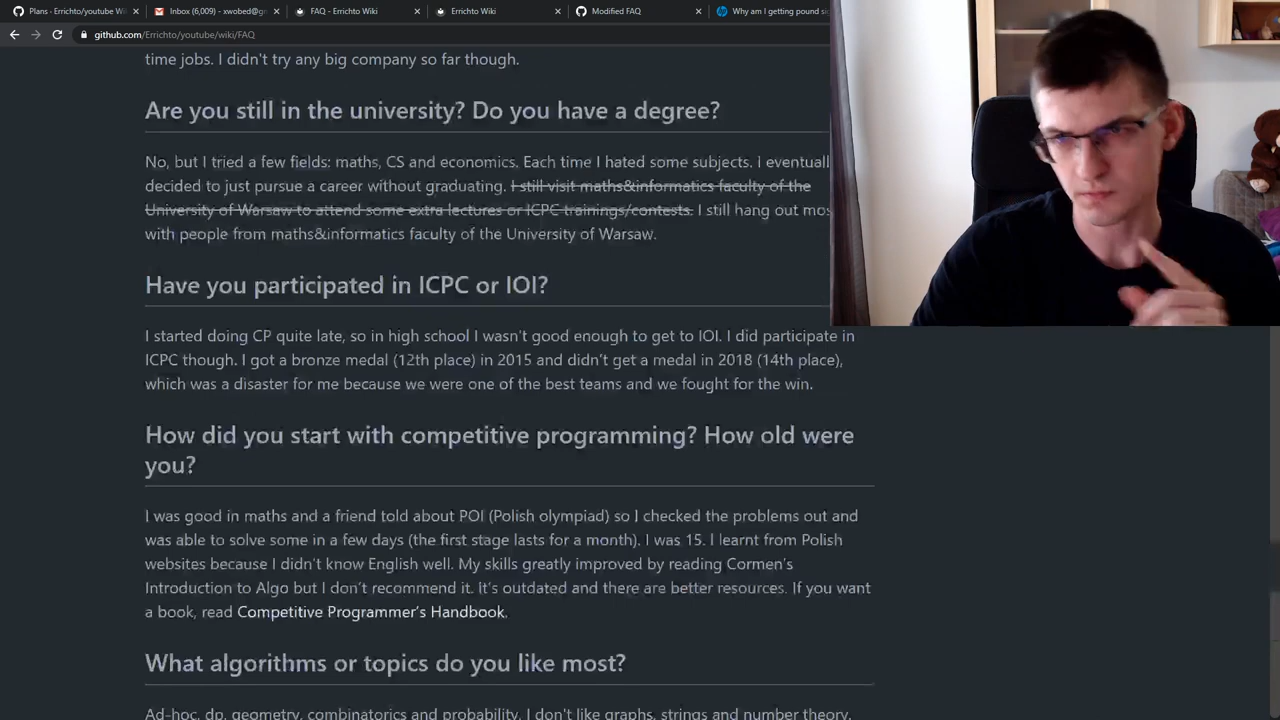 Plans - Errichto/youtube Wi
Inbox (6,009) - xwobed@g
FAQ - Errichto Wiki
Errichto Wiki
Modified FAQ
Why am I getting pound si
github.com/Errichto/youtube/wiki/FAQ
time jobs. I didn't try any big company so far though.
Are you still in the university? Do you have a degree?
No, but I tried a few fields: maths, CS and economics. Each time I hated some subjects. I eventuall
decided to just pursue a career without graduating. I still visit maths&informatics faculty of the
University of Warsaw to attend some extra lectures or ICPC trainings/contests. I still hang out mos
with people from maths&informatics faculty of the University of Warsaw.
Have you participated in ICPC or IOI?
I started doing CP quite late, so in high school I wasn't good enough to get to IOI. I did participate in
ICPC though. I got a bronze medal (12th place) in 2015 and didn't get a medal in 2018 (14th place),
which was a disaster for me because we were one of the best teams and we fought for the win.
How did you start with competitive programming? How old were
you?
I was good in maths and a friend told about POI (Polish olympiad) so I checked the problems out and
was able to solve some in a few days (the first stage lasts for a month). I was 15. I learnt from Polish
websites because I didn't know English well. My skills greatly improved by reading Cormen's
Introduction to Algo but I don't recommend it. It's outdated and there are better resources. If you want
a book, read Competitive Programmer's Handbook.
What algorithms or topics do you like most?
Ad-hoc, dp, geometry, combinatorics and probability. I don't like graphs, strings and number theory.